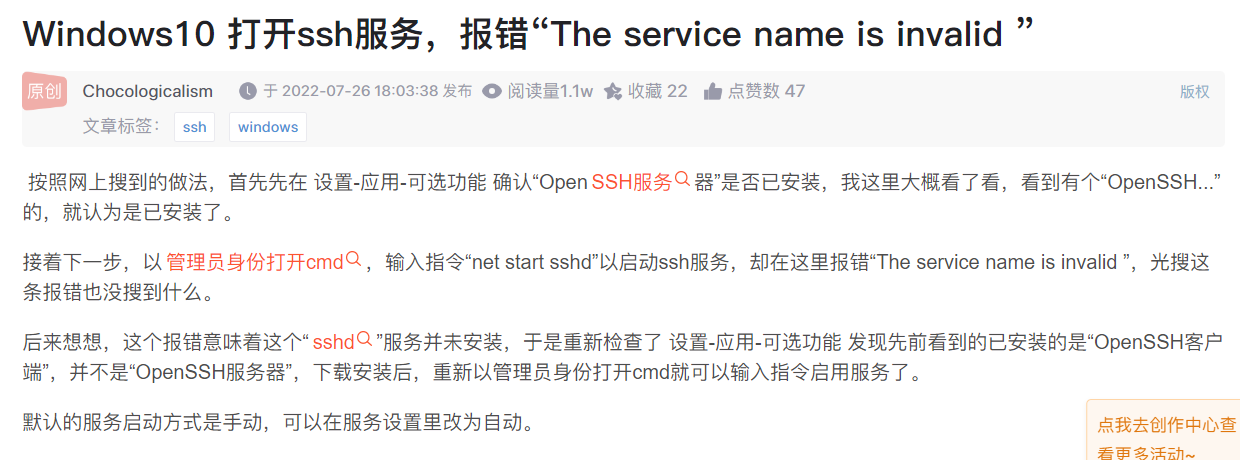 Windows10 打开ssh服务，报错“The service name is invalid ”
原创 Chocologicalism 于 2022-07-26 18:03:38 发布 阅读量1.1w 收藏 22 点赞数 47 版权
文章标签： ssh windows
按照网上搜到的做法，首先先在 设置-应用-可选功能 确认“Open SSH服务 器”是否已安装，我这里大概看了看，看到有个“OpenSSH...”
的，就认为是已安装了。
接着下一步，以 管理员身份打开cmd ，输入指令“net start sshd”以启动ssh服务，却在这里报错“The service name is invalid ”，光搜这
条报错也没搜到什么。
后来想想，这个报错意味着这个“ sshd ”服务并未安装，于是重新检查了 设置-应用-可选功能 发现先前看到的已安装的是“OpenSSH客户
端”，并不是“OpenSSH服务器”，下载安装后，重新以管理员身份打开cmd就可以输入指令启用服务了。
默认的服务启动方式是手动，可以在服务设置里改为自动。
点我去创作中心查
看更多活动~